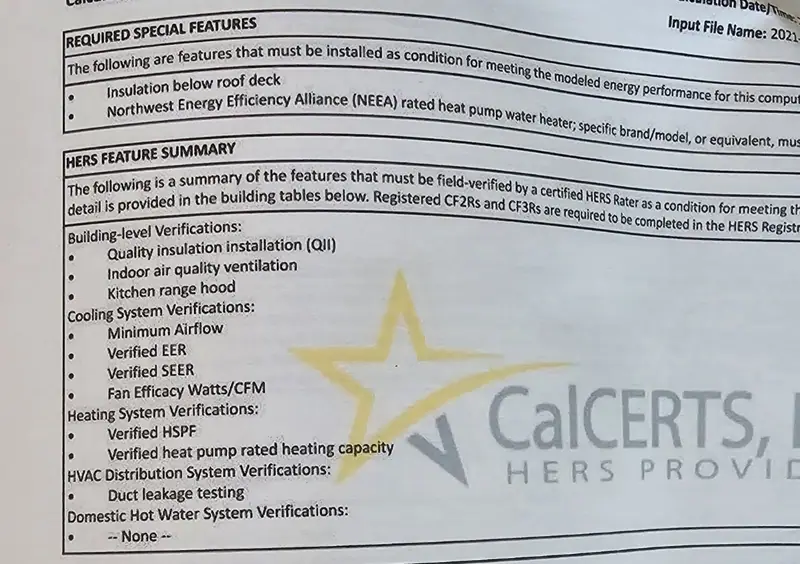 Date/Time:
Input File Name: 2021-
REQUIRED SPECIAL FEATURES
The following are features that must be installed as condition for meeting the modeled energy performance for this
• Insulation below roof deck
• Northwest Energy Efficiency Alliance (NEEA) rated heat pump water heater; specific brand/model, or equivalent,
HERS FEATURE SUMMARY
The following is a summary of the features that must be field-verified by a certified HERS Rater as a condition for meeting
detail is provided in the building tables below. Registered CF2Rs and CF3Rs are required to be completed in the HERS
Building-level Verifications:
• Quality insulation installation (QII)
• Indoor air quality ventilation
• Kitchen range hood
Cooling System Verifications:
• Minimum Airflow
• Verified EER
• Verified SEER
• Fan Efficacy Watts/CFM
Heating System Verifications:
• Verified HSPF
• Verified heat pump rated heating capacity
HVAC Distribution System Verifications:
• Duct leakage testing
Domestic Hot Water System Verifications:
• -- None --
CalCERTS,
HERS PROVID